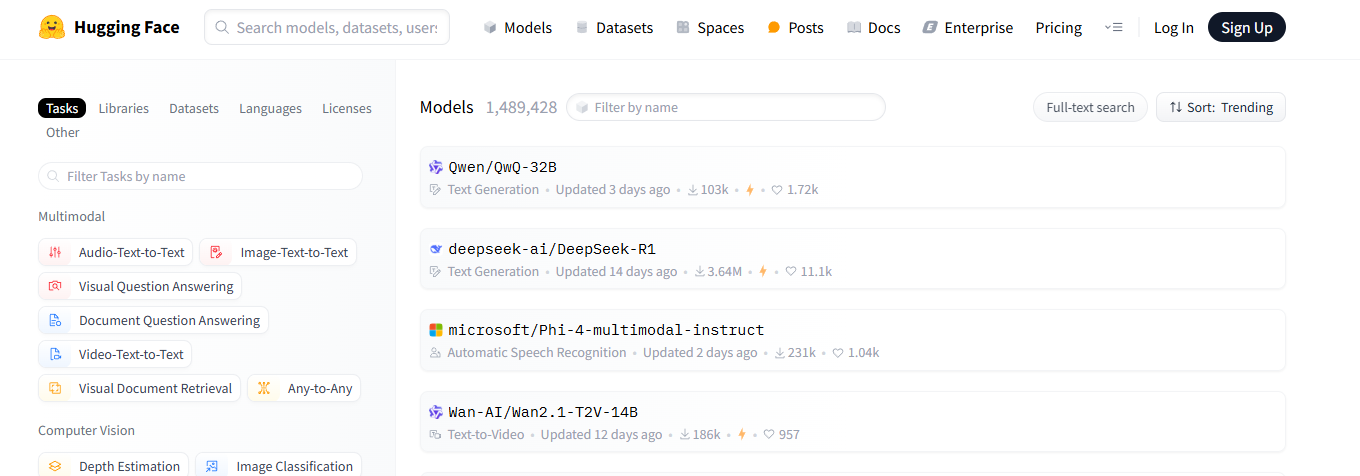 Hugging Face
Search models, datasets, users
Models
Datasets
Spaces
Posts
Docs
Enterprise
Pricing
Log In
Sign Up
Tasks
Libraries
Datasets
Languages
Licenses
Other
Filter Tasks by name
Multimodal
Audio-Text-to-Text
Image-Text-to-Text
Visual Question Answering
Document Question Answering
Video-Text-to-Text
Visual Document Retrieval
Any-to-Any
Computer Vision
Depth Estimation
Image Classification
Models 1,489,428
Filter by name
Full-text search
Sort: Trending
Qwen/QwQ-32B
Text Generation • Updated 3 days ago • 103k • • 1.72k
deepseek-ai/DeepSeek-R1
Text Generation • Updated 14 days ago • 3.64M • • 11.1k
microsoft/Phi-4-multimodal-instruct
Automatic Speech Recognition • Updated 2 days ago • 231k • 1.04k
Wan-AI/Wan2.1-T2V-14B
Text-to-Video • Updated 12 days ago • 186k • • 957